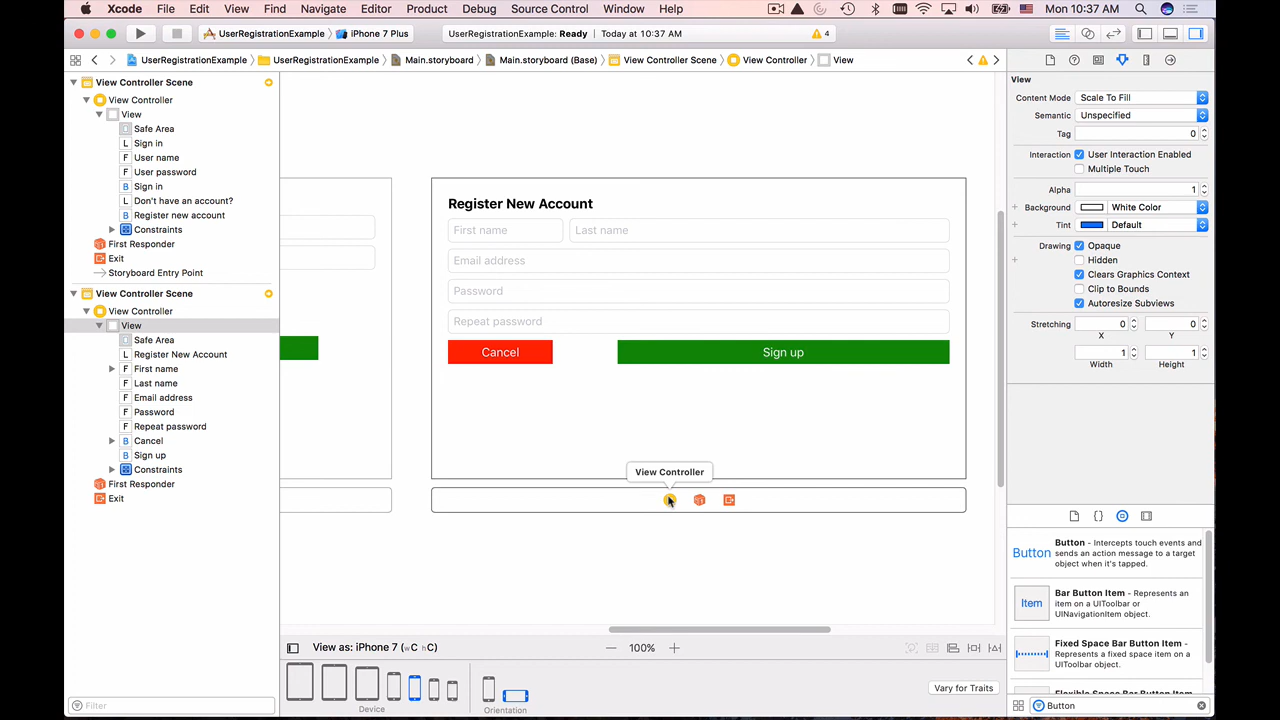 Xcode File Edit View Find Navigate Editor Product Debug Source Control Window Help Mon 10:37 AM
UserRegistrationExample iPhone 7 Plus UserRegistrationExample: Ready Today at 10:37 AM 4
UserRegistrationExample UserRegistrationExample Main.storyboard Main.storyboard (Base) View Controller Scene View Controller View
View Controller Scene
View Controller
View
Safe Area
L Sign in
F User name
F User password
B Sign in
L Don't have an account?
B Register new account
Constraints
First Responder
Exit
Storyboard Entry Point
View Controller Scene
View Controller
View
Safe Area
L Register New Account
F First name
F Last name
F Email address
F Password
F Repeat password
B Cancel
B Sign up
Constraints
First Responder
Exit
Filter
Register New Account
First name Last name
Email address
Password
Repeat password
Cancel Sign up
View Controller
View as: iPhone 7 (wC hC) 100%
Device Orientation
Vary for Traits
View
Content Mode Scale To Fill
Semantic Unspecified
Tag 0
Interaction User Interaction Enabled
Multiple Touch
Alpha 1
Background White Color
Tint Default
Drawing Opaque
Hidden
Clears Graphics Context
Clip to Bounds
Autoresize Subviews
Stretching 0 0
X Y
1 1
Width Height
Button Button - Intercepts touch events and
sends an action message to a target
object when it's tapped.
Item Bar Button Item - Represents an
item on a UIToolbar or
UINavigationItem object.
Fixed Space Bar Button Item -
Represents a fixed space item on a
UIToolbar object.
Flexible Space Bar Button Item
Button